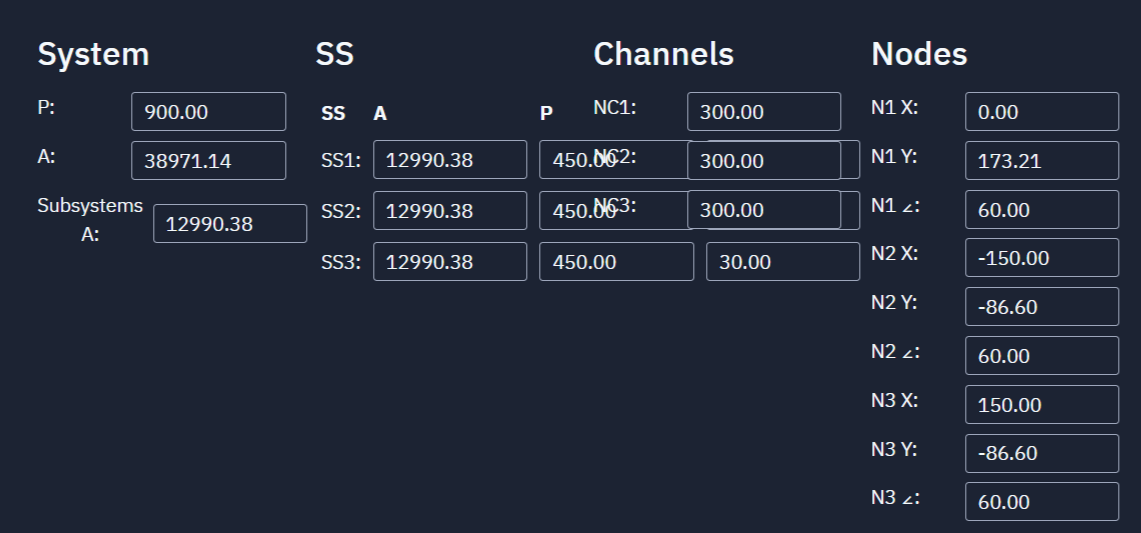 System
P: 900.00
A: 38971.14
Subsystems
A: 12990.38
SS
SS A P
SS1: 12990.38 450.00
SS2: 12990.38 450.00
SS3: 12990.38 450.00 30.00
Channels
NC1: 300.00
NC2: 300.00
NC3: 300.00
Nodes
N1 X: 0.00
N1 Y: 173.21
N1 ∠: 60.00
N2 X: -150.00
N2 Y: -86.60
N2 ∠: 60.00
N3 X: 150.00
N3 Y: -86.60
N3 ∠: 60.00